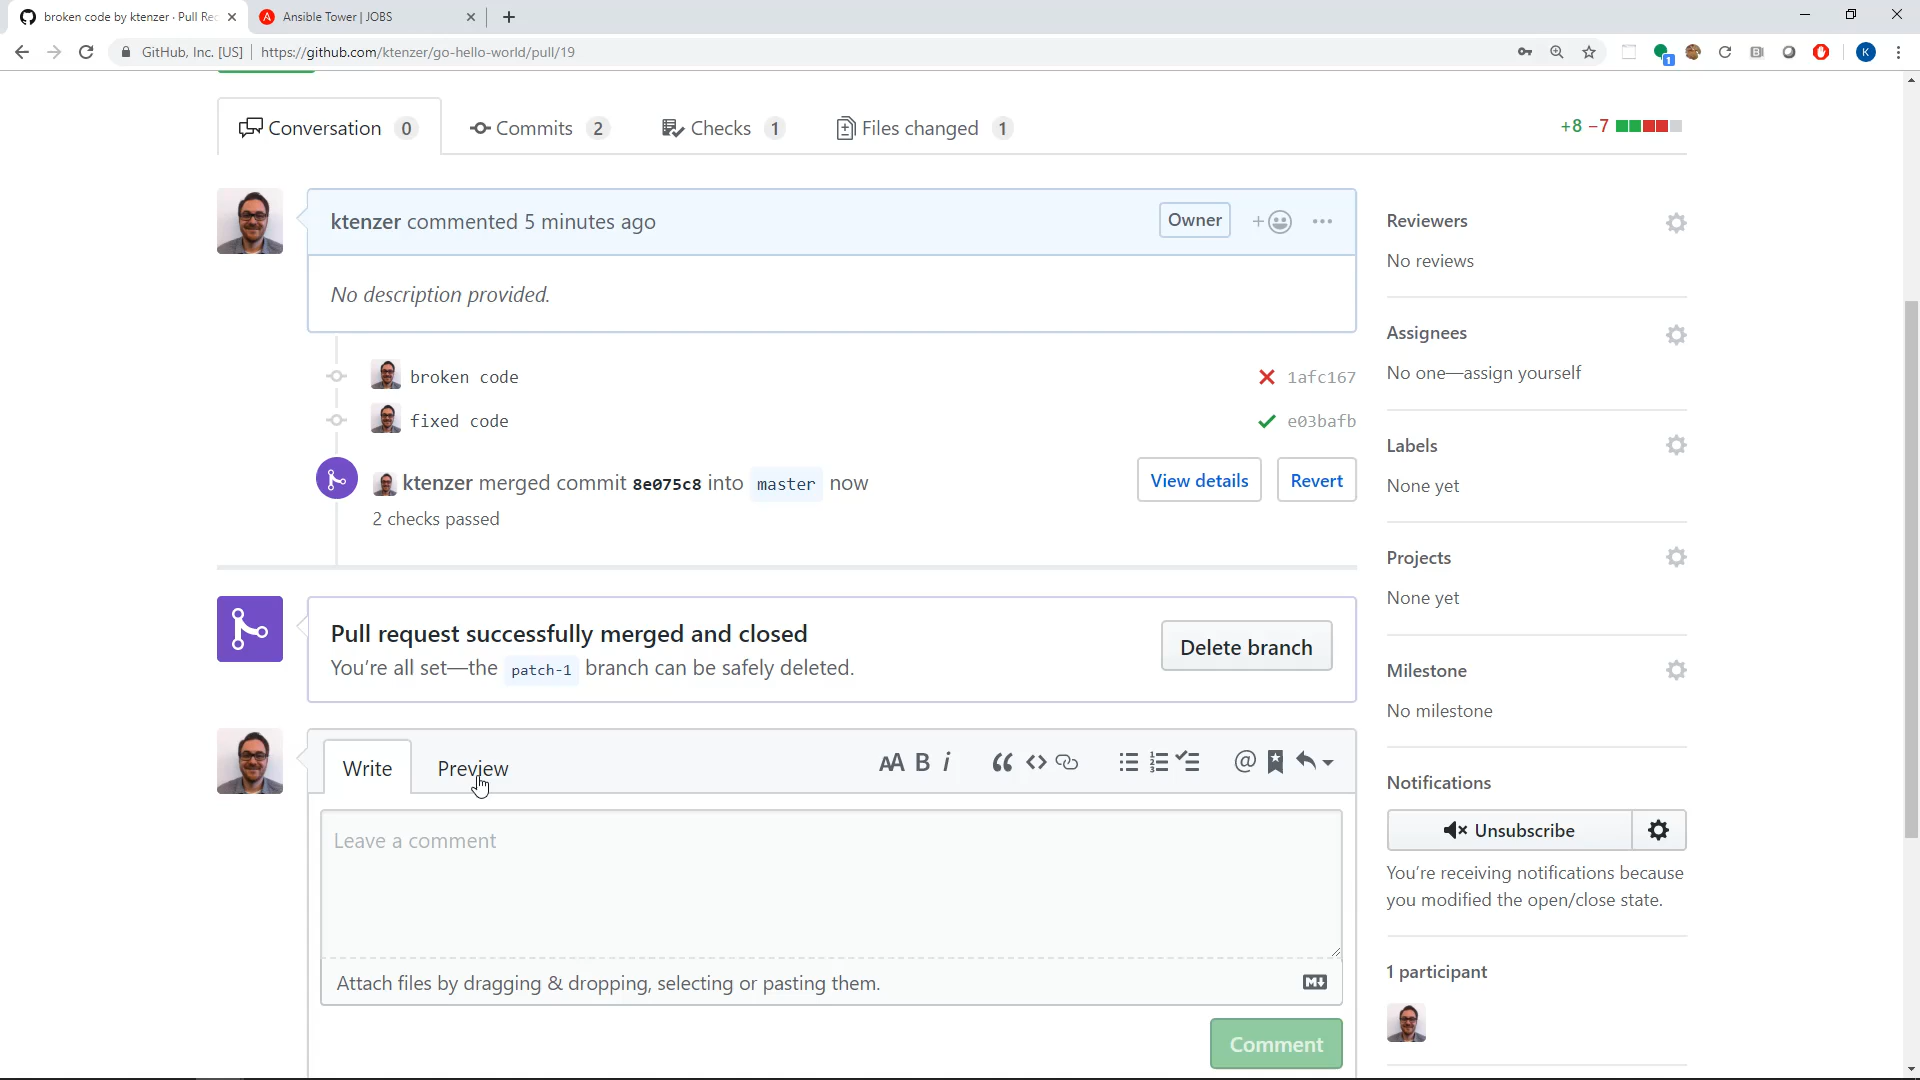 broken code by ktenzer · Pull Rec
Ansible Tower | JOBS
GitHub, Inc. [US]
https://github.com/ktenzer/go-hello-world/pull/19
1
K
Conversation 0
Commits 2
Checks 1
Files changed 1
+8 −7
ktenzer commented 5 minutes ago
Owner
No description provided.
broken code
1afc167
fixed code
e03bafb
ktenzer merged commit 8e075c8 into master now
View details
Revert
2 checks passed
Pull request successfully merged and closed
You're all set—the patch-1 branch can be safely deleted.
Delete branch
Write
Preview
Leave a comment
Attach files by dragging & dropping, selecting or pasting them.
Comment
Reviewers
No reviews
Assignees
No one—assign yourself
Labels
None yet
Projects
None yet
Milestone
No milestone
Notifications
Unsubscribe
You're receiving notifications because
you modified the open/close state.
1 participant